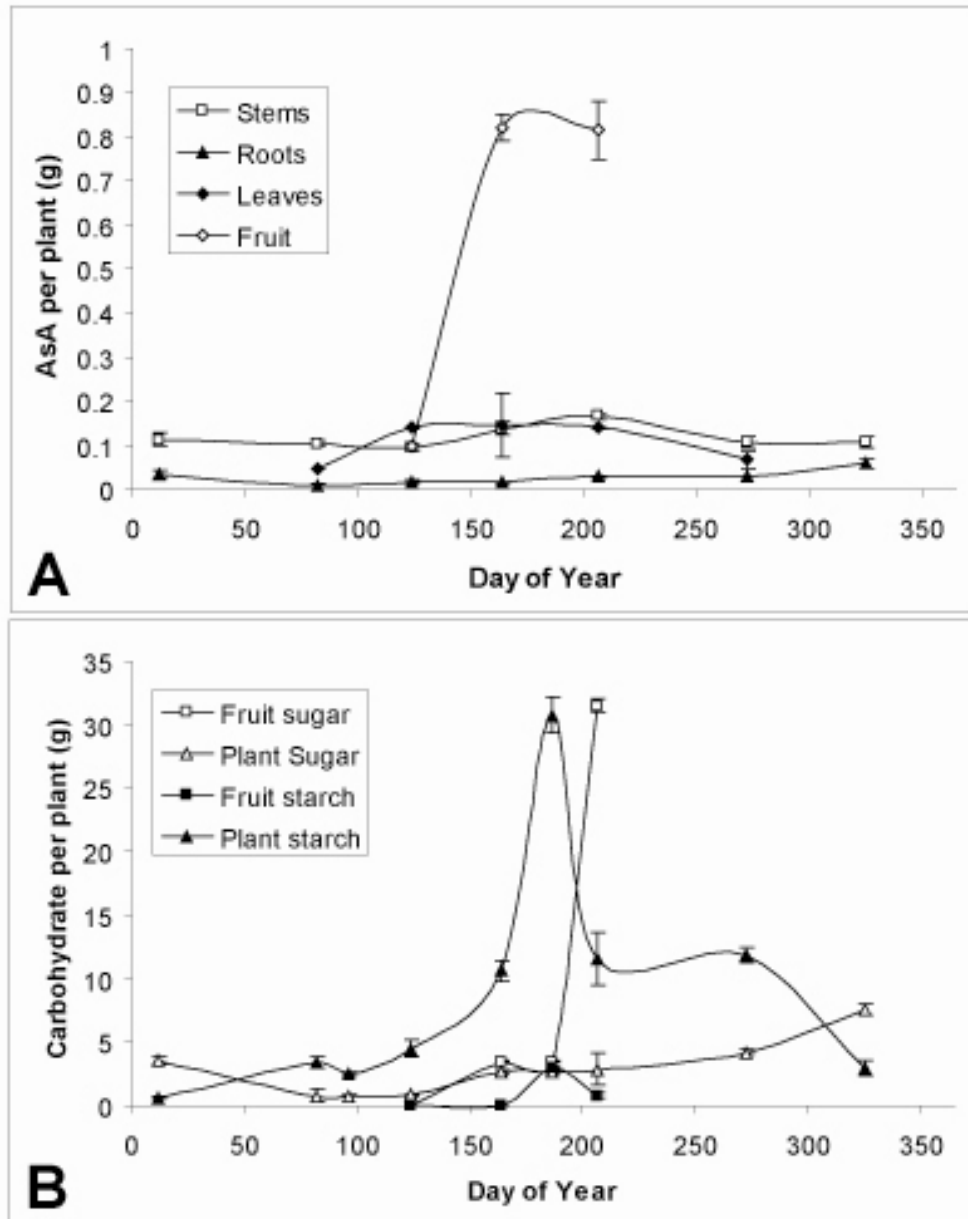 1
0.9
0.8
0.7
0.6
0.5
0.4
0.3
0.2
0.1
0
AsA per plant (g)
Stems
Roots
Leaves
Fruit
0 50 100 150 200 250 300 350
Day of Year
A
35
30
25
20
15
10
5
0
Carbohydrate per plant (g)
Fruit sugar
Plant Sugar
Fruit starch
Plant starch
0 50 100 150 200 250 300 350
Day of Year
B